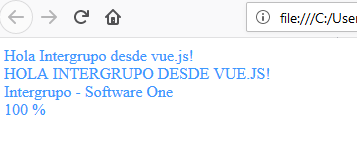 file:///C:/User
Hola Intergrupo desde vue.js!
HOLA INTERGRUPO DESDE VUE.JS!
Intergrupo - Software One
100 %